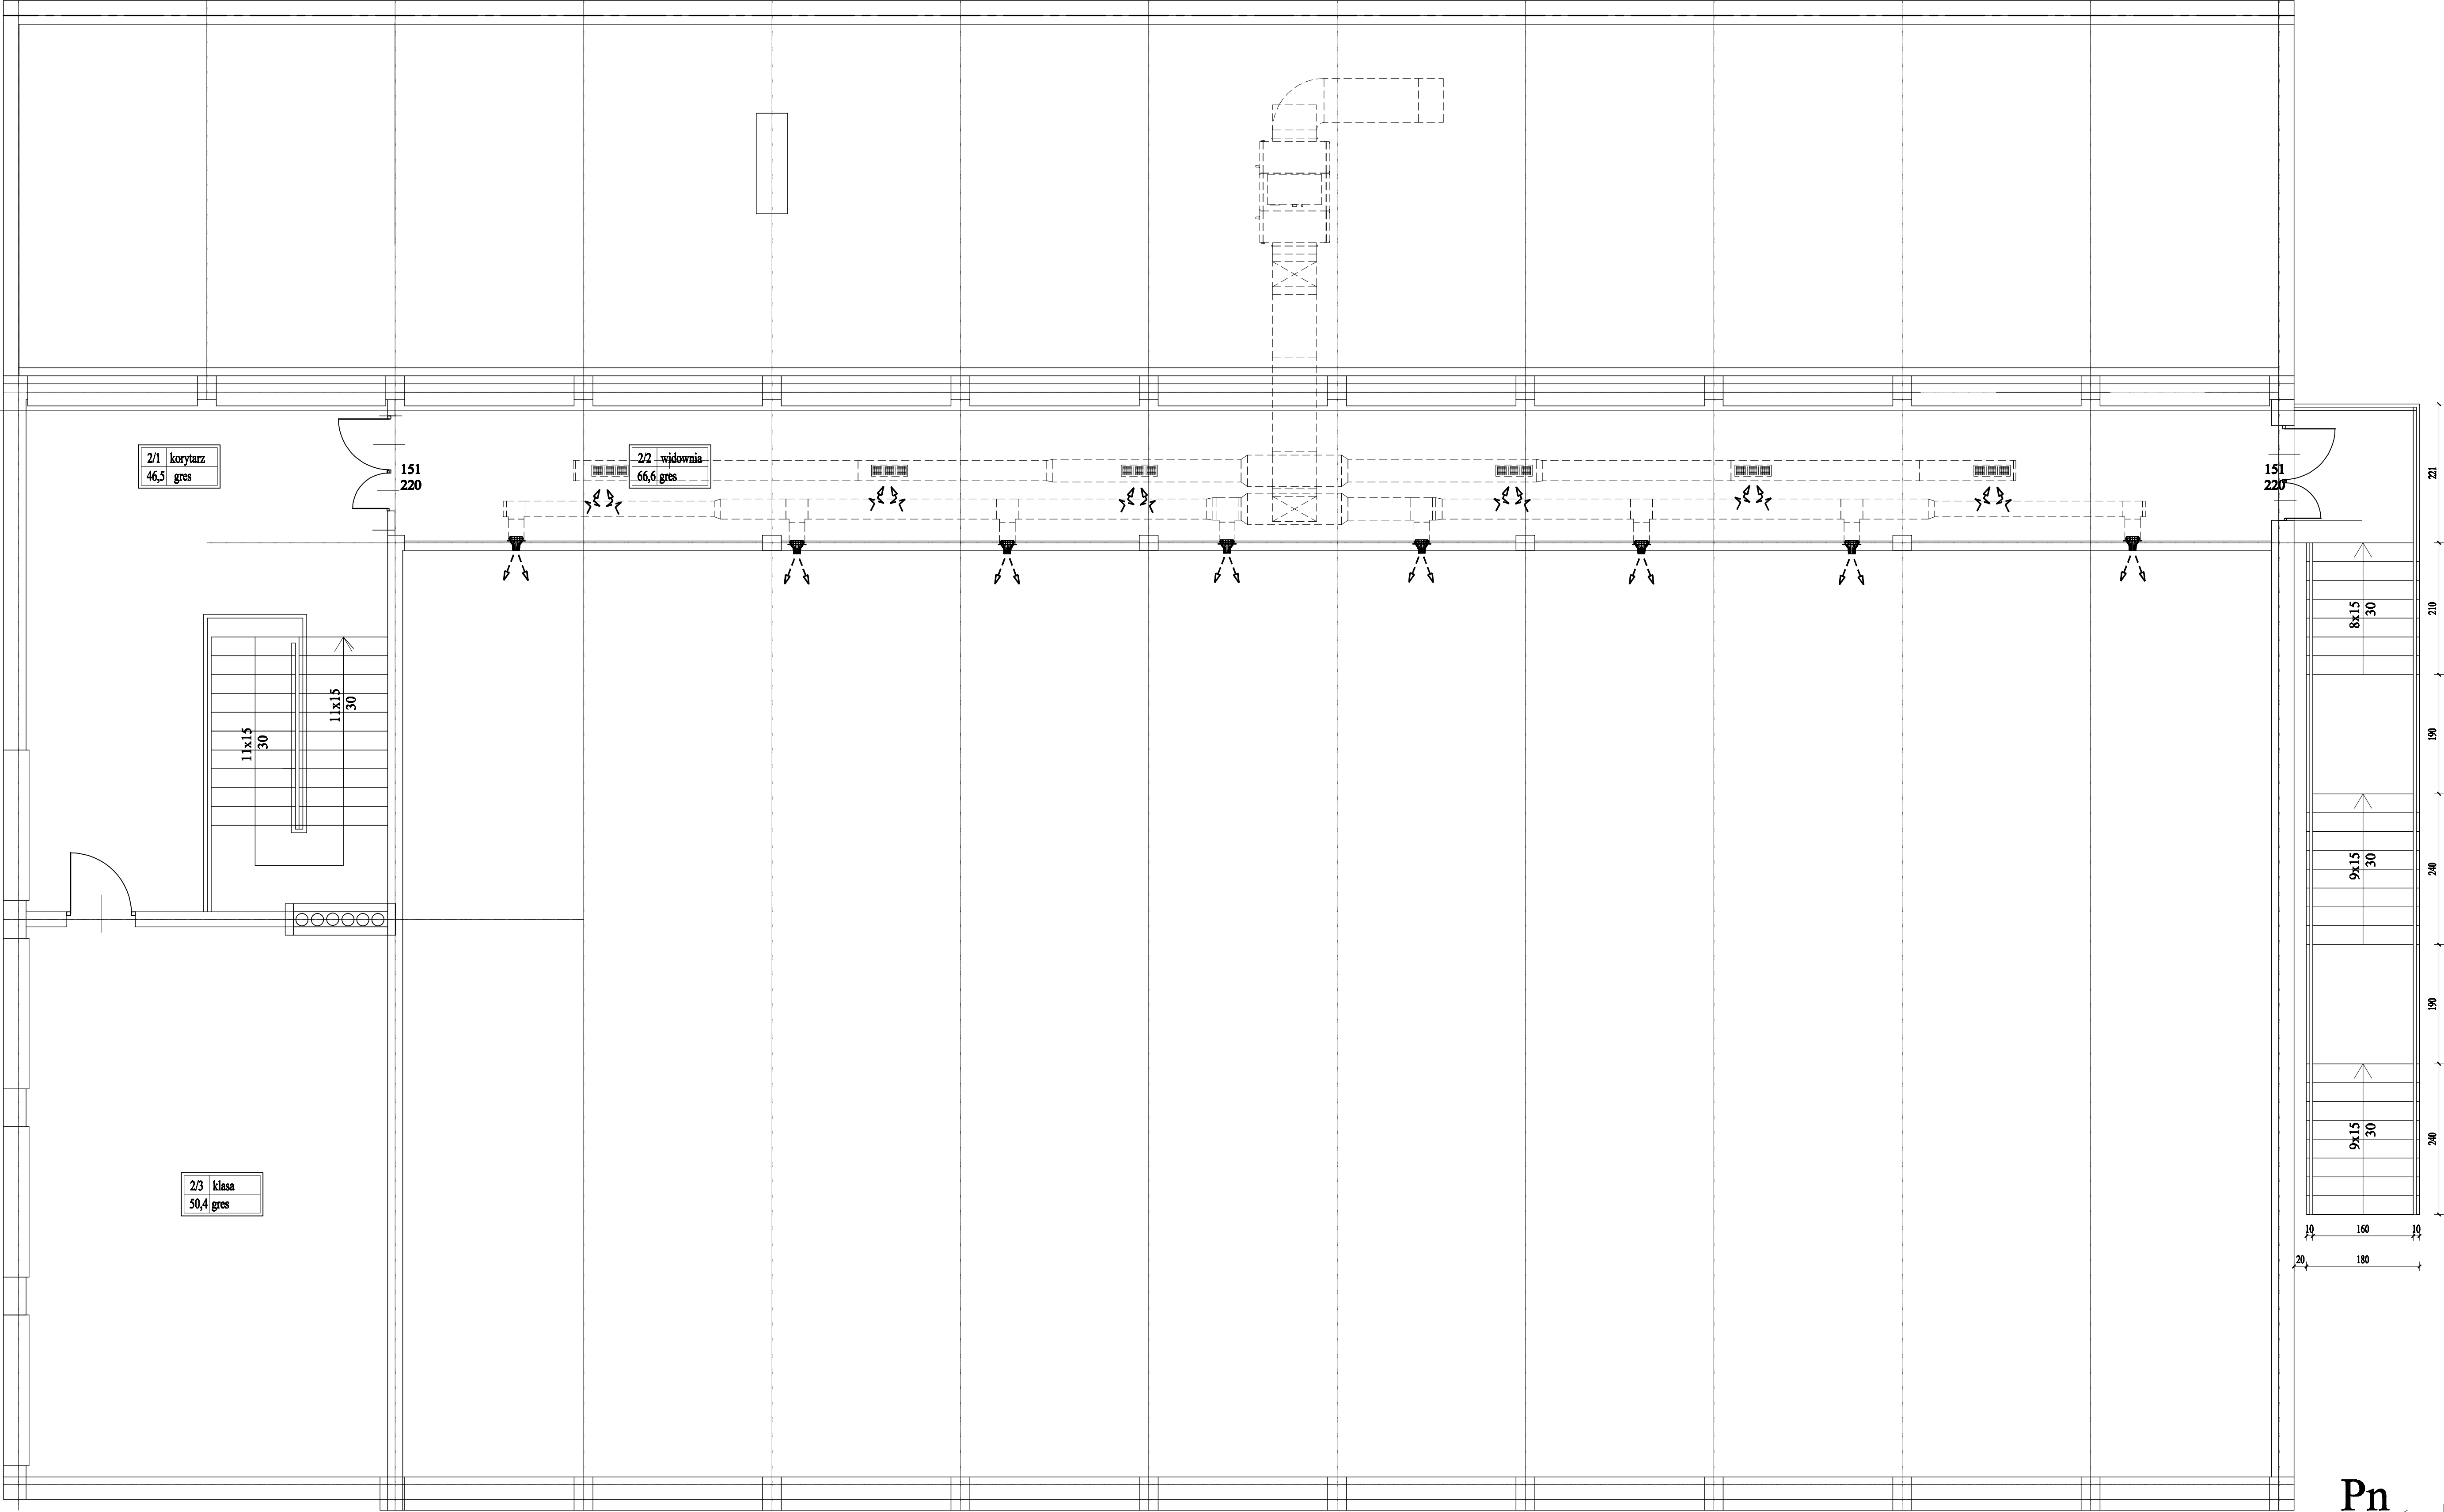 2/1 korytarz
46,5 gres
151
220
2/2 widownia
66,6 gres
151
220
221
8x15
30
210
11x15
30
11x15
30
190
9x15
30
240
190
9x15
30
240
2/3 klasa
50,4 gres
10 160 10
20 180
Pn